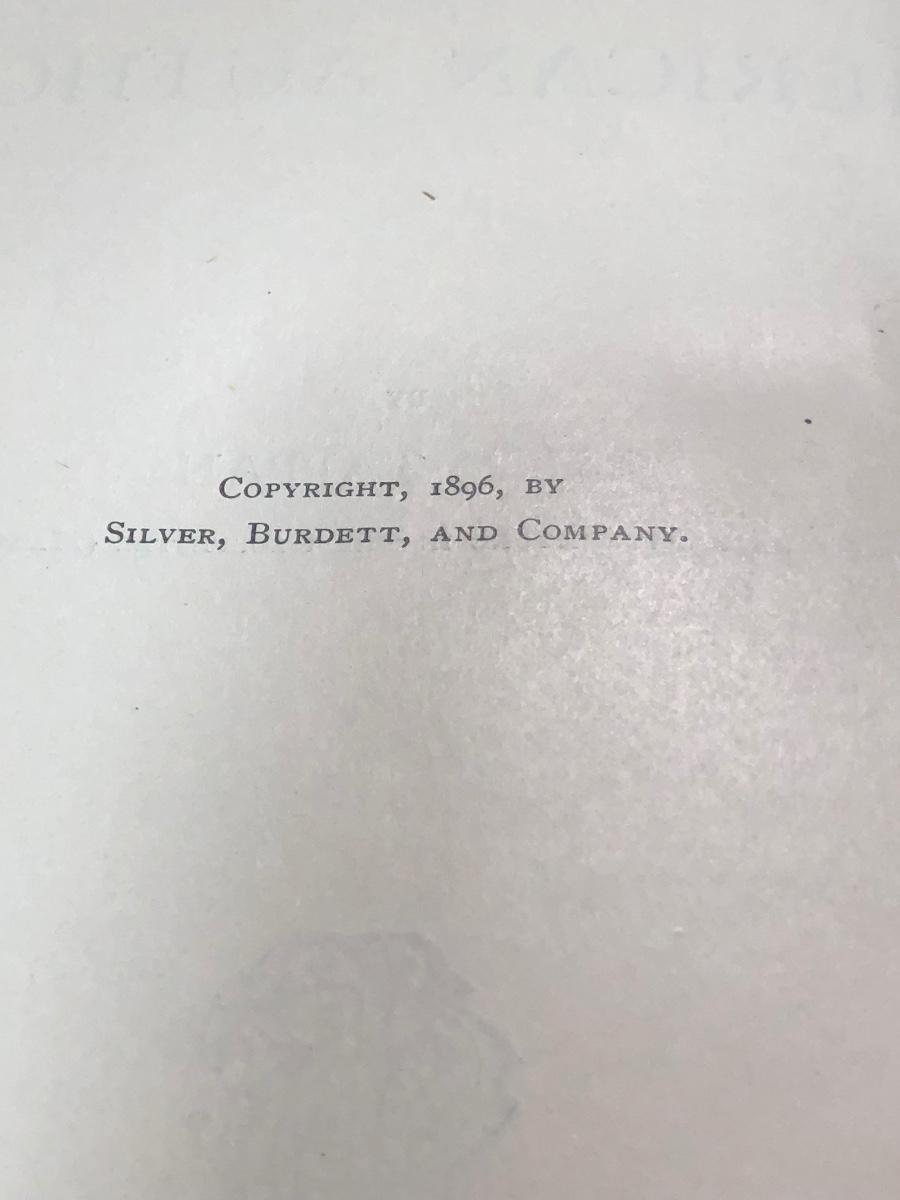 COPYRIGHT, 1896, BY
SILVER, BURDETT, AND COMPANY.